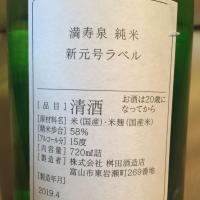 満寿泉 純米
新元号ラベル
[品目] 清酒 お酒は20歳に
なってから
[原材料名] 米(国産)・米麹(国産米)
[精米歩合] 58%
[アルコール分] 15度
[内容量] 720㎖詰
[製造者] 株式会社 桝田酒造店
富山市東岩瀬町269番地
[製造年月]
2019.4